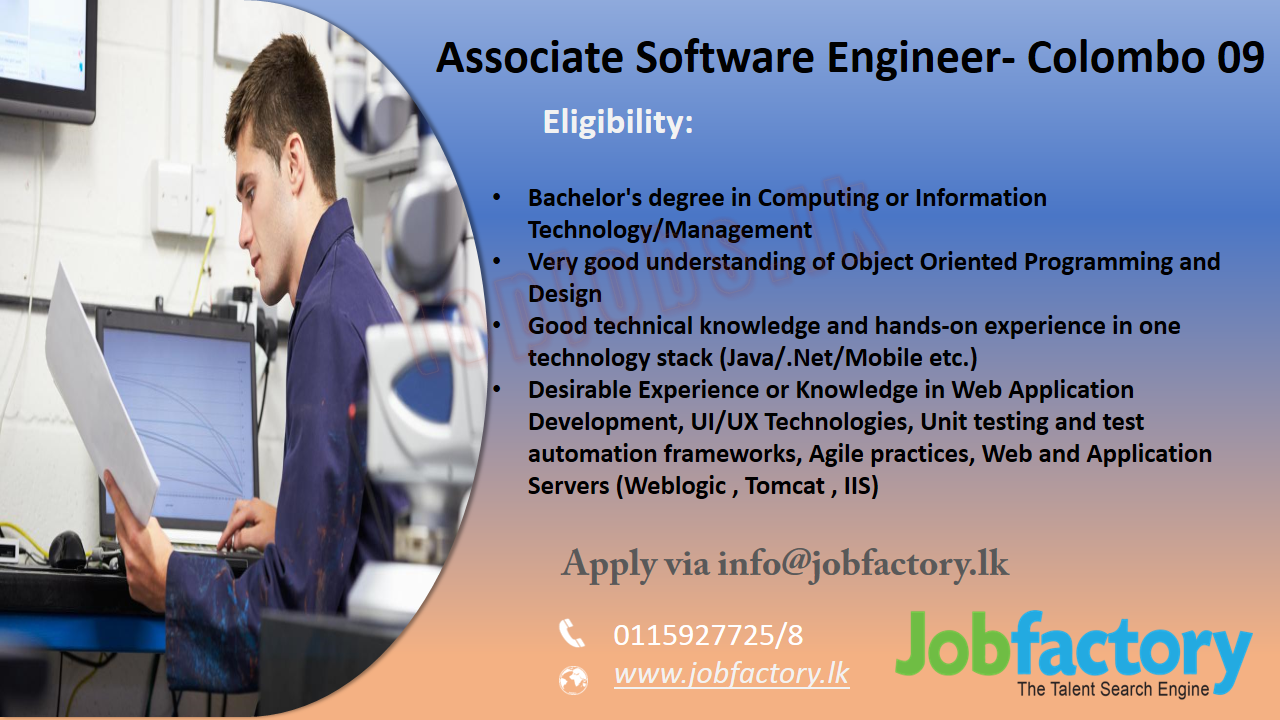 Associate Software Engineer- Colombo 09
Eligibility:
• Bachelor's degree in Computing or Information
Technology/Management
• Very good understanding of Object Oriented Programming and
Design
• Good technical knowledge and hands-on experience in one
technology stack (Java/.Net/Mobile etc.)
• Desirable Experience or Knowledge in Web Application
Development, UI/UX Technologies, Unit testing and test
automation frameworks, Agile practices, Web and Application
Servers (Weblogic , Tomcat , IIS)
Apply via info@jobfactory.lk
0115927725/8
www.jobfactory.lk
Jobfactory
The Talent Search Engine